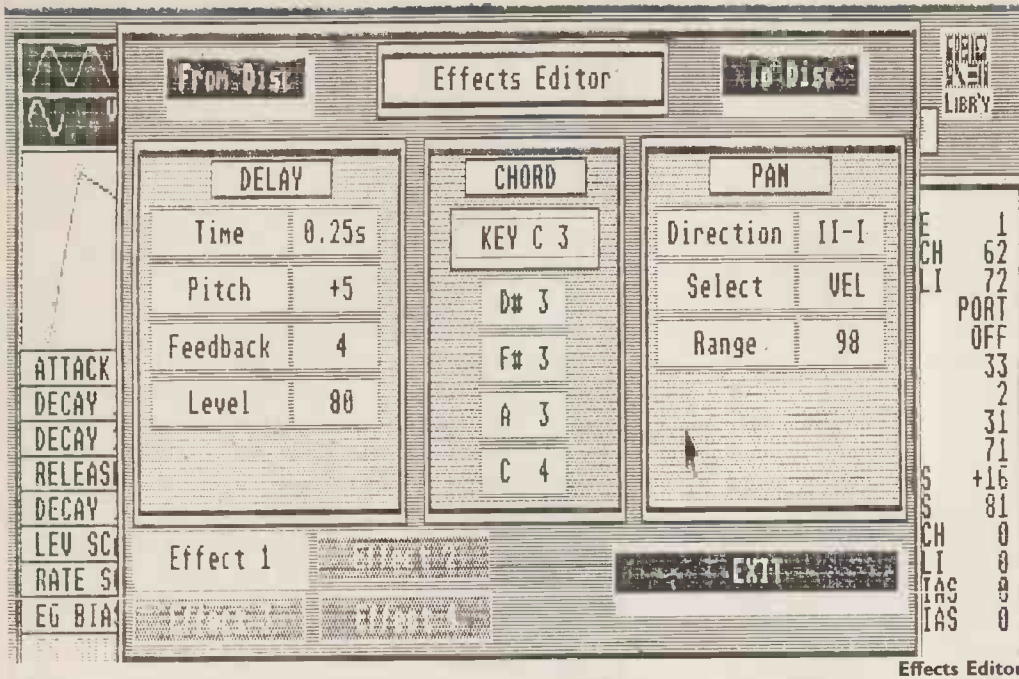 From Disc
Effects Editor
To Disc
LIBR'Y
DELAY
Time 0.25s
Pitch +5
Feedback 4
Level 80
CHORD
KEY C 3
D# 3
F# 3
A 3
C 4
PAN
Direction II-I
Select VEL
Range 98
ATTACK
DECAY
DECAY
RELEAS
DECAY
LEV SC
RATE S
EG BIAS
E 1
CH 62
LI 72
PORT
OFF
33
2
31
71
S +16
S 81
CH 0
LI 0
IAS 0
IAS 0
Effect 1
EXIT
Effects Editor